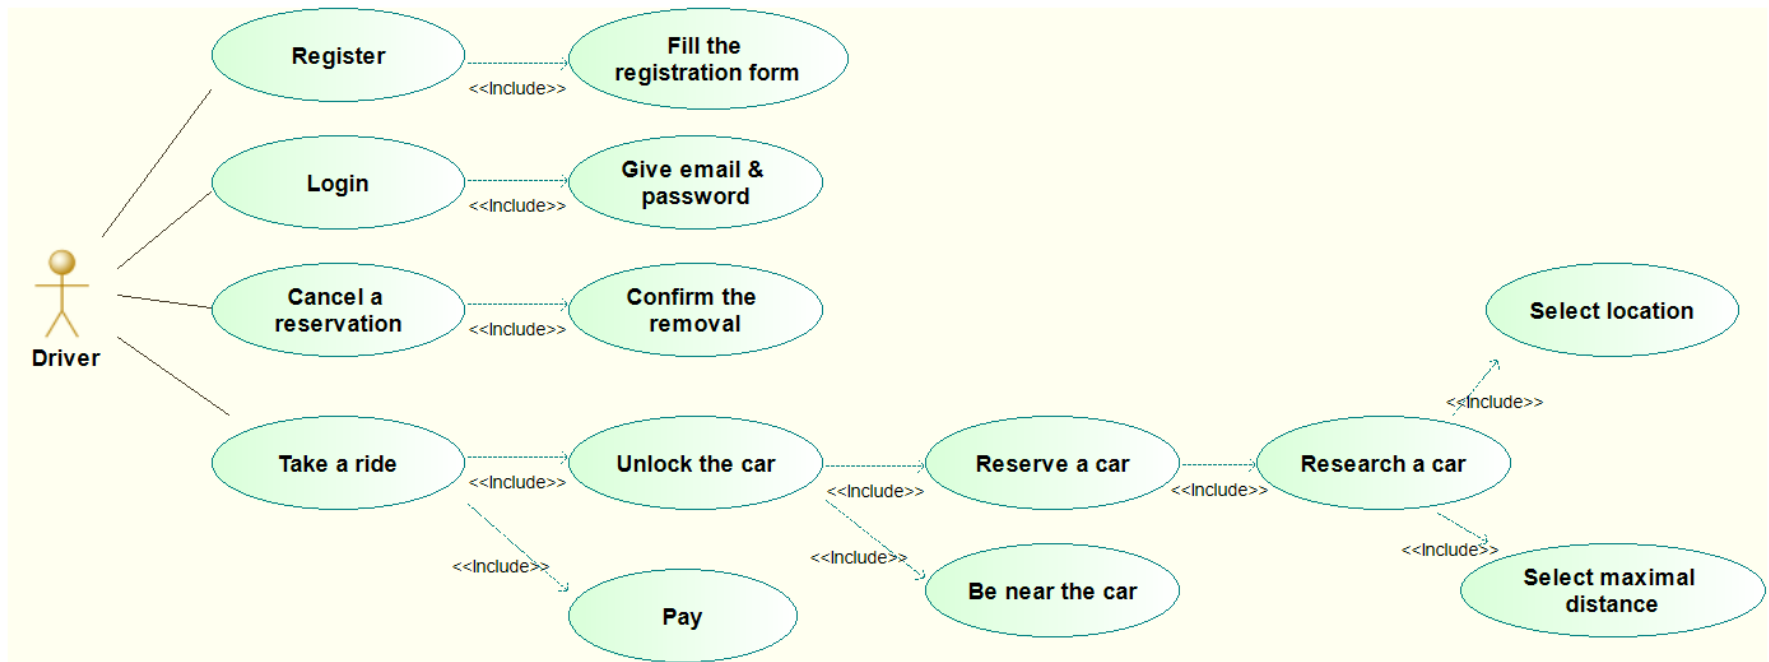 Register
<<Include>>
Fill the
registration form
Login
<<Include>>
Give email &
password
Driver
Cancel a
reservation
<<Include>>
Confirm the
removal
Select location
<<Include>>
Take a ride
<<Include>>
Unlock the car
<<Include>>
Reserve a car
<<Include>>
Research a car
<<Include>>
Pay
<<Include>>
Be near the car
<<Include>>
Select maximal
distance